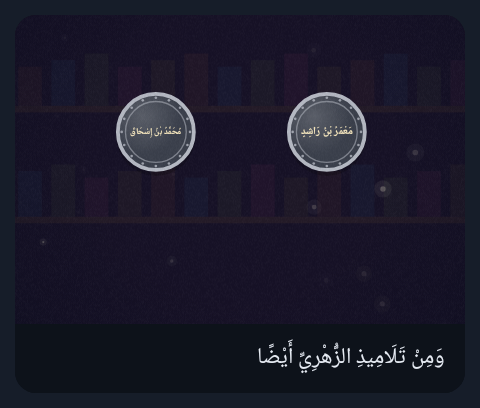 مَعْمَرُ بْنُ رَاشِدٍ
مُحَمَّدُ بْنُ إِسْحَاقَ
وَمِنْ تَلَامِيذِ الزُّهْرِيِّ أَيْضًا